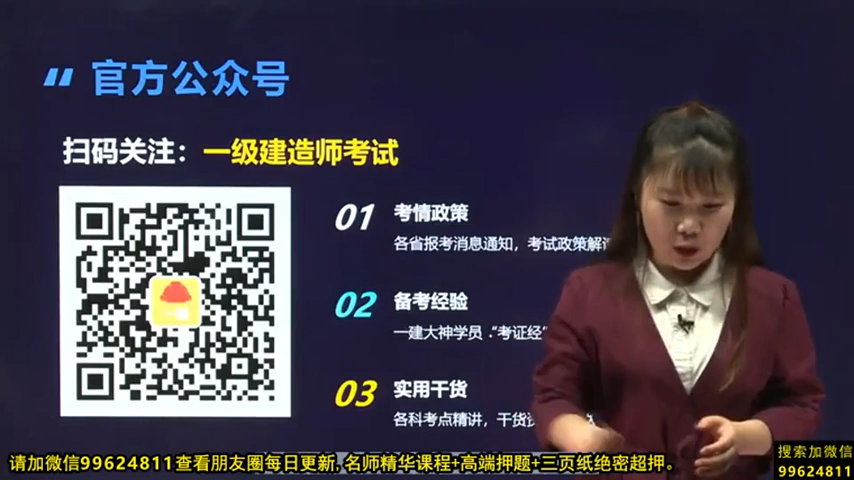 官方公众号
扫码关注：一级建造师考试
01 考情政策
各省报考消息通知，考试政策解
02 备考经验
一建大神学员."考证经"
03 实用干货
各科考点精讲，干货
请加微信99624811查看朋友圈每日更新,名师精华课程+高端押题+三页纸绝密超押。
搜索加微信
99624811